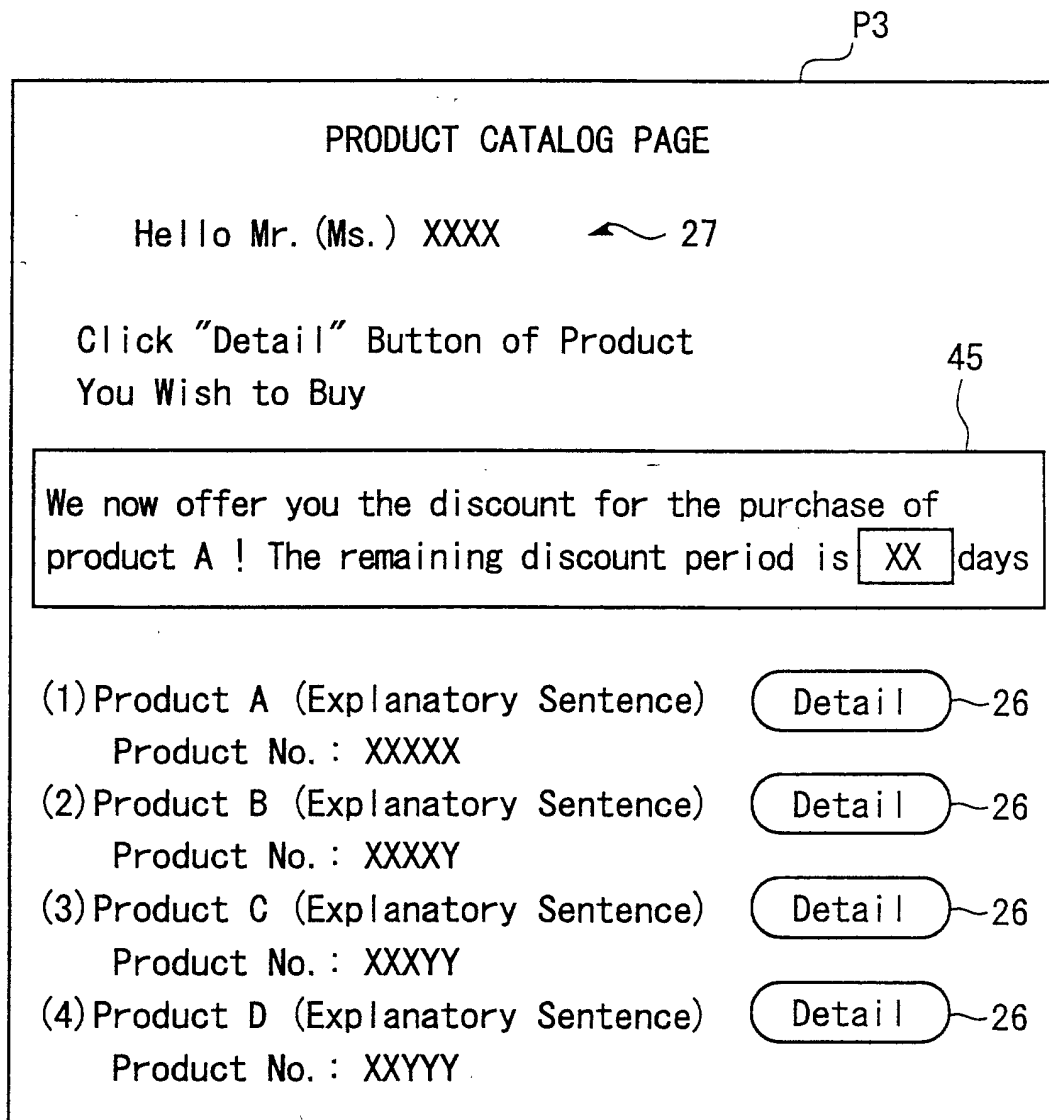 P3
PRODUCT CATALOG PAGE
Hello Mr. (Ms.) XXXX 27
Click "Detail" Button of Product
You Wish to Buy
45
We now offer you the discount for the purchase of
product A ! The remaining discount period is XX days
(1) Product A (Explanatory Sentence) Detail 26
Product No. : XXXXX
(2) Product B (Explanatory Sentence) Detail 26
Product No. : XXXXY
(3) Product C (Explanatory Sentence) Detail 26
Product No. : XXXYY
(4) Product D (Explanatory Sentence) Detail 26
Product No. : XXYYY